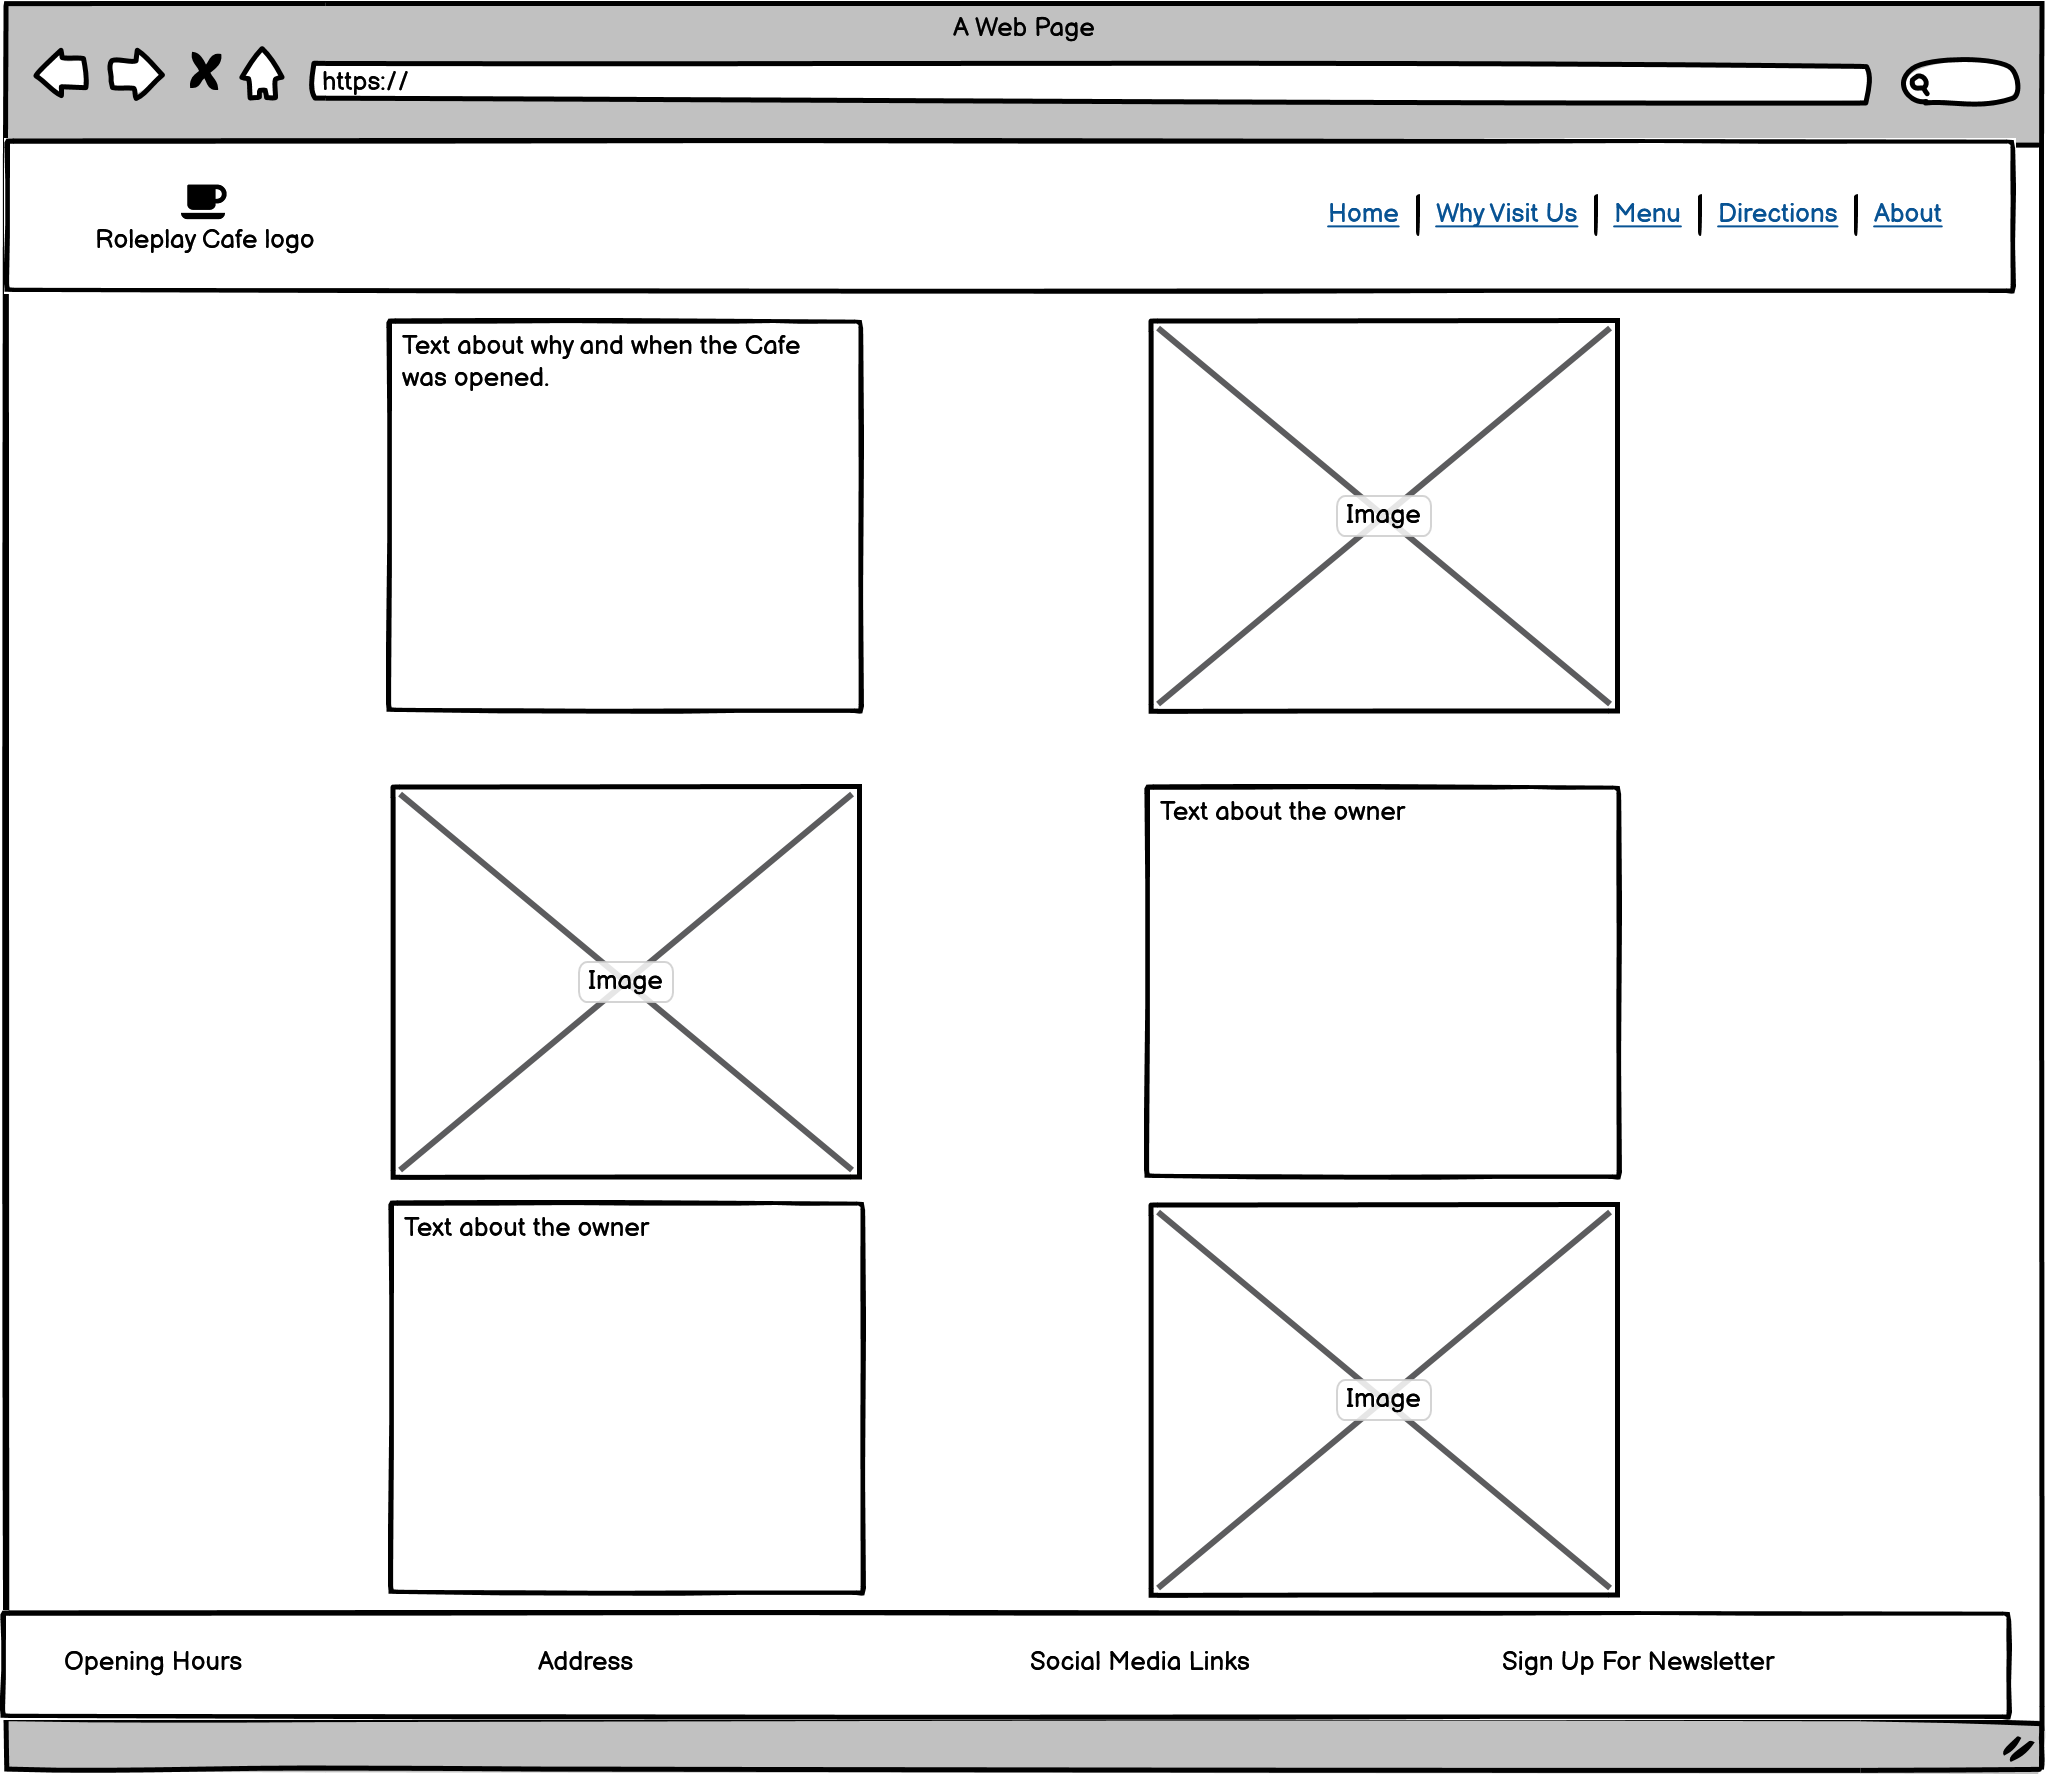 A Web Page
https://
Roleplay Cafe logo
Home Why Visit Us Menu Directions About
Text about why and when the Cafe
was opened.
Image
Image
Text about the owner
Text about the owner
Image
Opening Hours
Address
Social Media Links
Sign Up For Newsletter